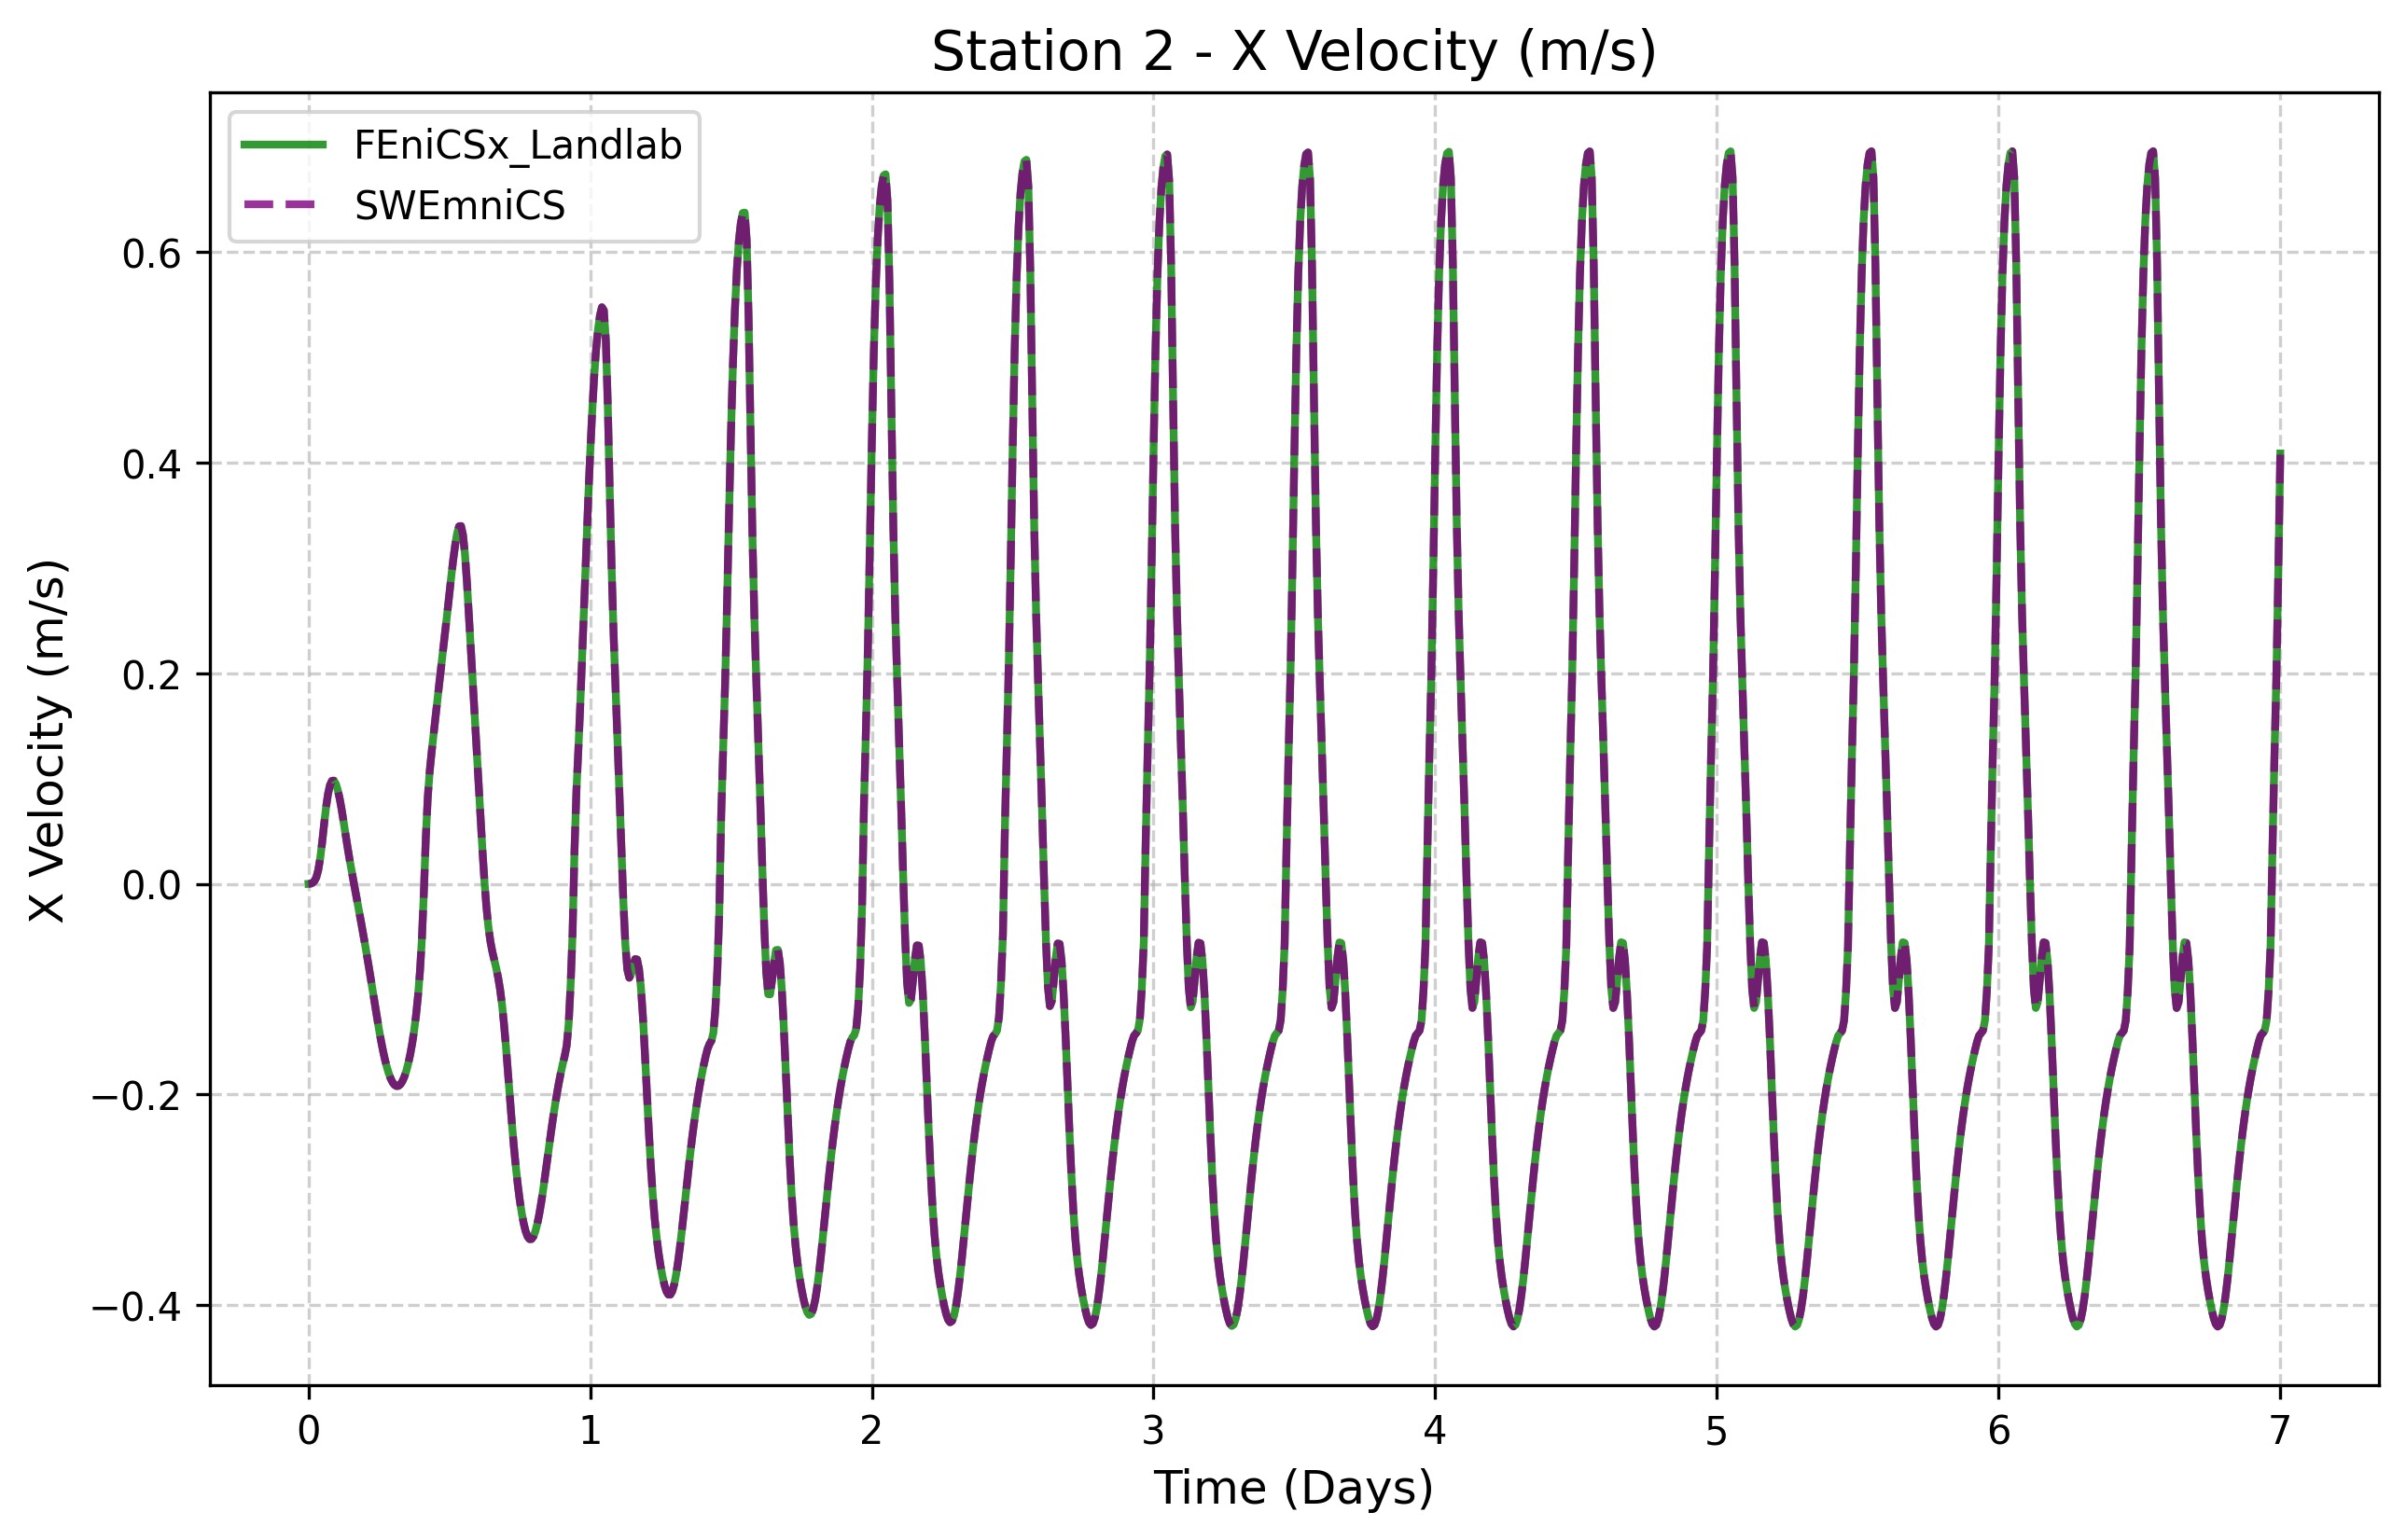 Station 2 - X Velocity (m/s)
FEniCSx_Landlab
SWEmniCS
X Velocity (m/s)
0.6
0.4
0.2
0.0
−0.2
−0.4
0 1 2 3 4 5 6 7
Time (Days)